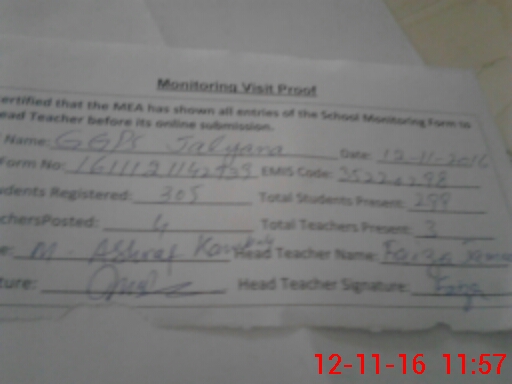 Monitoring Visit Proof
ertified that the MEA has shown all entries of the School Monitoring Form to
ead Teacher before its online submission.
Name: GGPS Jalyana Date: 12-11-2016
Form No: EMIS Code:
dents Registered: 305 Total Students Present: 299
chersPosted: 4 Total Teachers Present: 3
e: M. Ashraf Head Teacher Name: Faiza
ture: Head Teacher Signature:
12-11-16 11:57